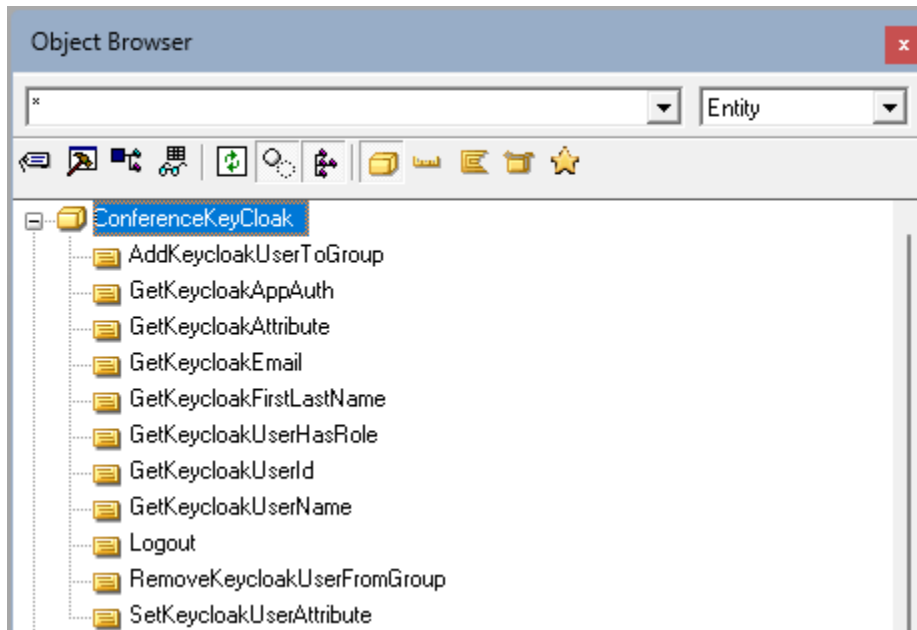 Object Browser
x
*
Entity
ConferenceKeyCloak
AddKeycloakUserToGroup
GetKeycloakAppAuth
GetKeycloakAttribute
GetKeycloakEmail
GetKeycloakFirstLastName
GetKeycloakUserHasRole
GetKeycloakUserId
GetKeycloakUserName
Logout
RemoveKeycloakUserFromGroup
SetKeycloakUserAttribute